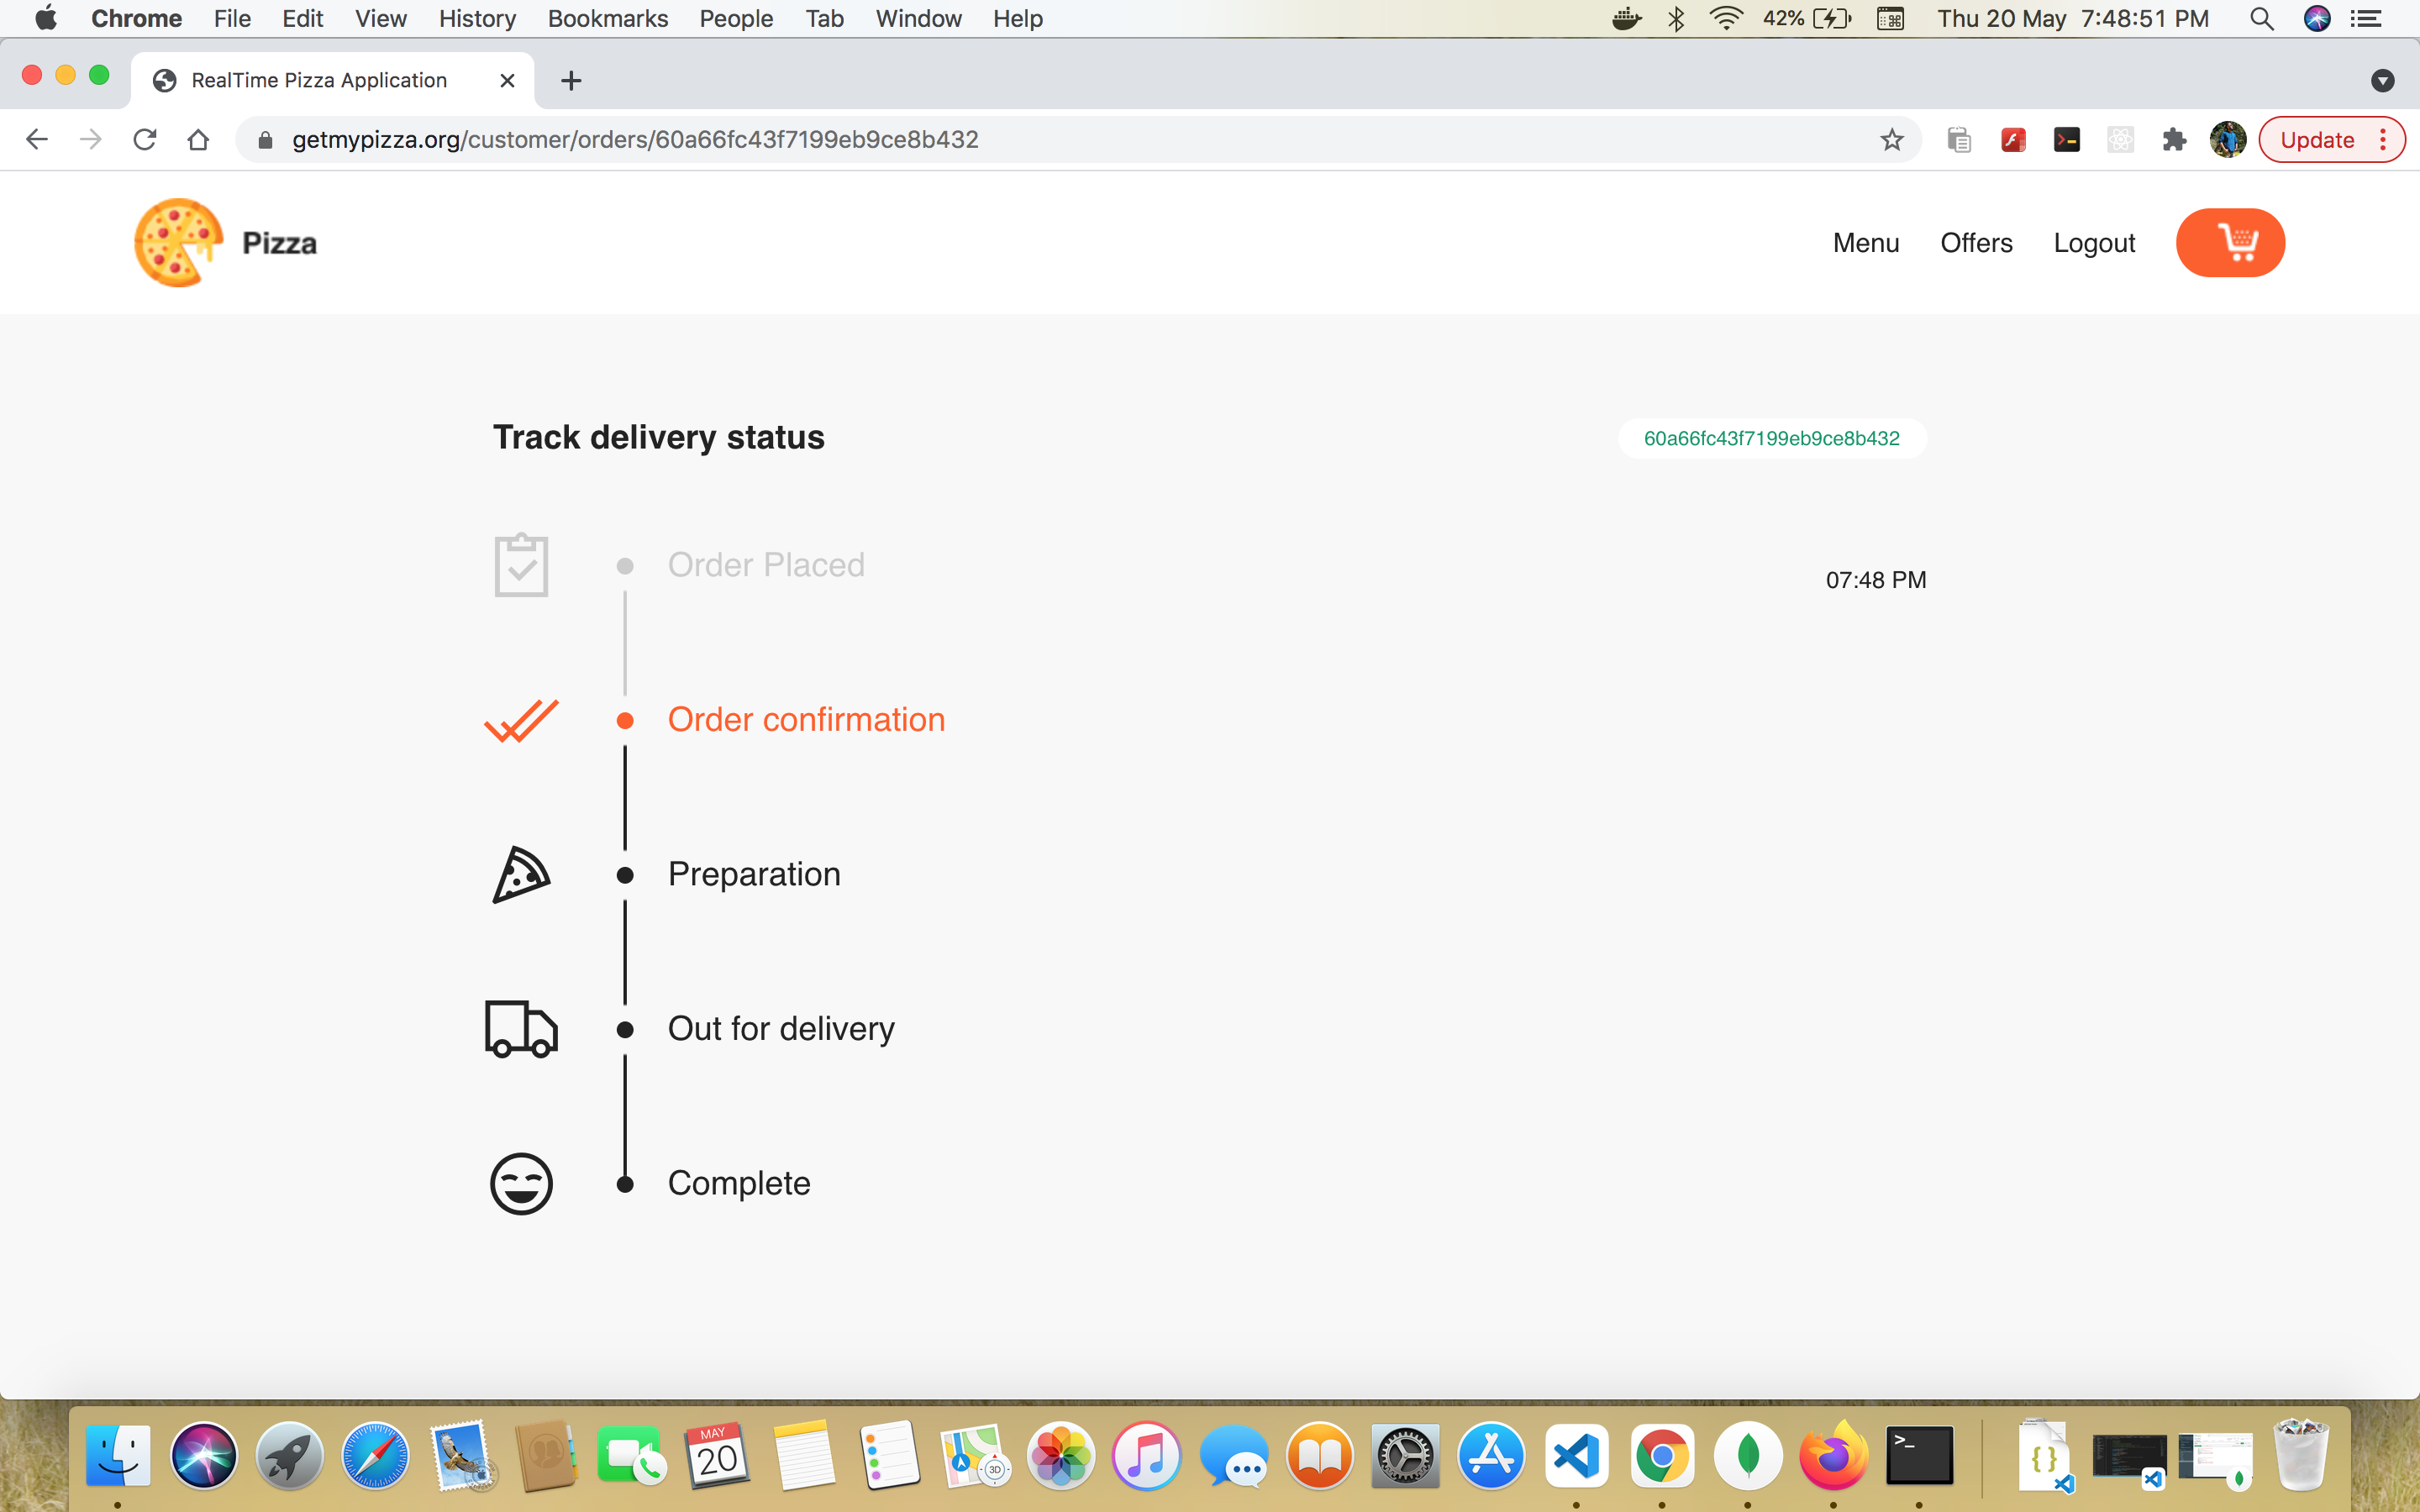 Chrome File Edit View History Bookmarks People Tab Window Help 42% Thu 20 May 7:48:51 PM
RealTime Pizza Application
getmypizza.org/customer/orders/60a66fc43f7199eb9ce8b432 Update
Pizza Menu Offers Logout
Track delivery status 60a66fc43f7199eb9ce8b432
Order Placed 07:48 PM
Order confirmation
Preparation
Out for delivery
Complete
MAY
20
3D
>_
{ }